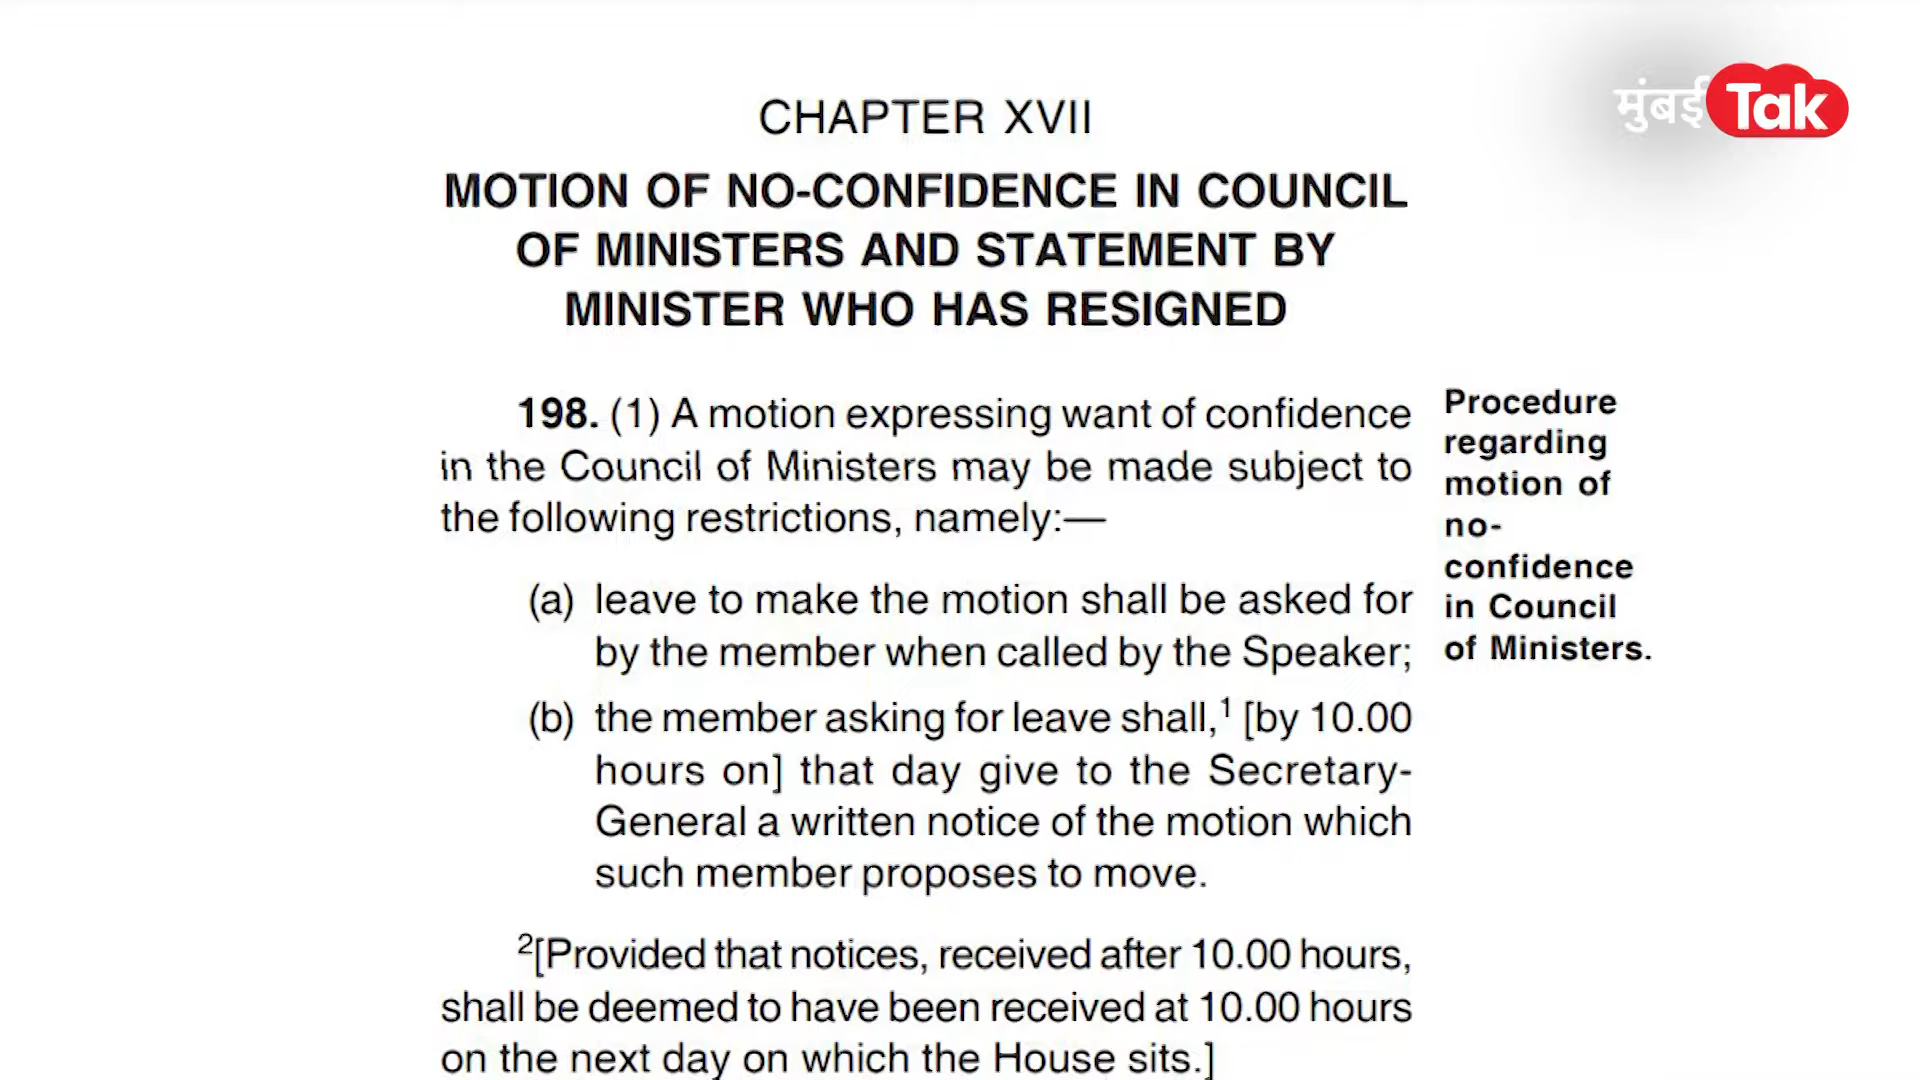 मुंबई Tak
CHAPTER XVII
MOTION OF NO-CONFIDENCE IN COUNCIL
OF MINISTERS AND STATEMENT BY
MINISTER WHO HAS RESIGNED
198. (1) A motion expressing want of confidence
in the Council of Ministers may be made subject to
the following restrictions, namely:—
(a) leave to make the motion shall be asked for
by the member when called by the Speaker;
(b) the member asking for leave shall,¹ [by 10.00
hours on] that day give to the Secretary-
General a written notice of the motion which
such member proposes to move.
²[Provided that notices, received after 10.00 hours,
shall be deemed to have been received at 10.00 hours
on the next day on which the House sits.]
Procedure
regarding
motion of
no-
confidence
in Council
of Ministers.